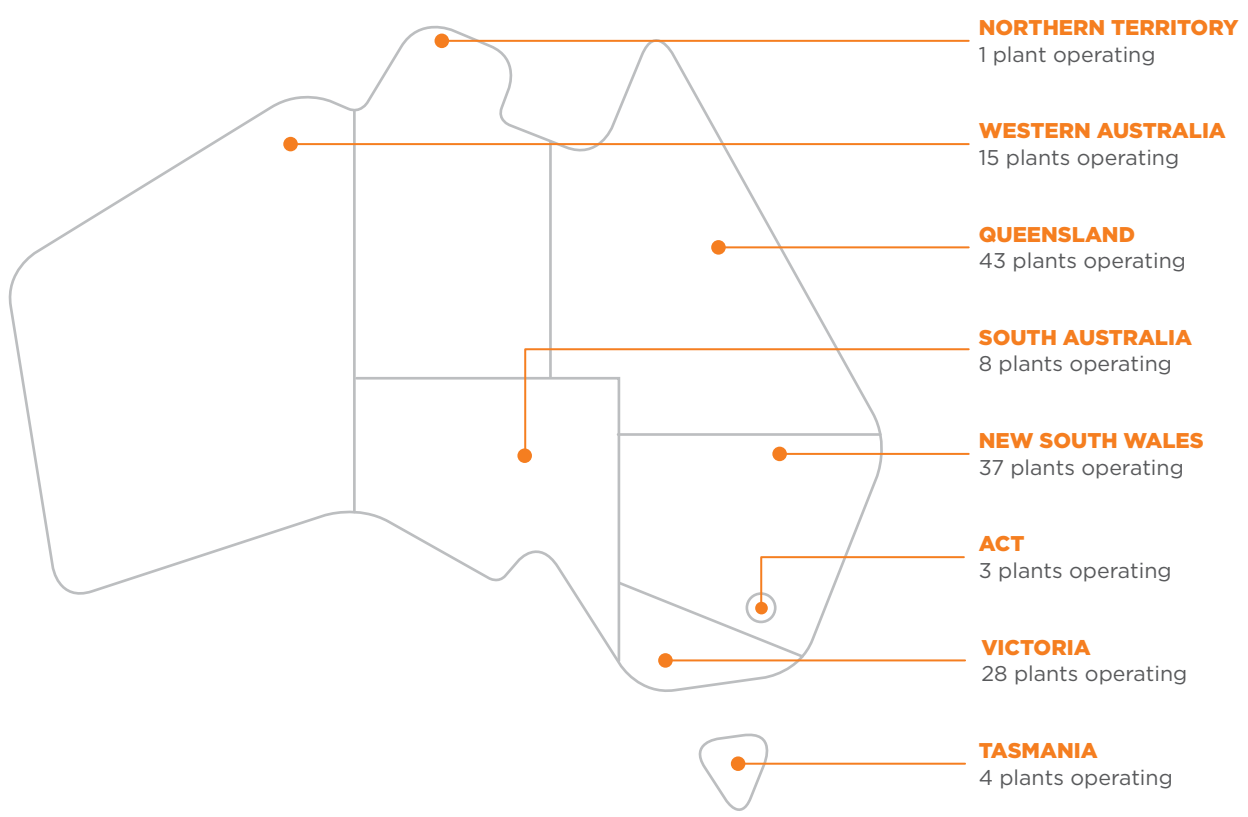 NORTHERN TERRITORY
1 plant operating
WESTERN AUSTRALIA
15 plants operating
QUEENSLAND
43 plants operating
SOUTH AUSTRALIA
8 plants operating
NEW SOUTH WALES
37 plants operating
ACT
3 plants operating
VICTORIA
28 plants operating
TASMANIA
4 plants operating